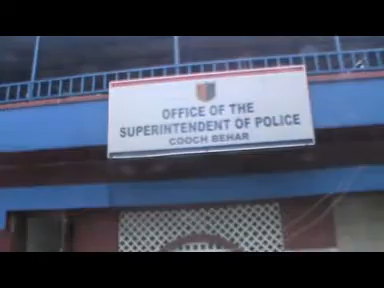 OFFICE OF THE
SUPERINTENDENT OF POLICE
COOCH BEHAR